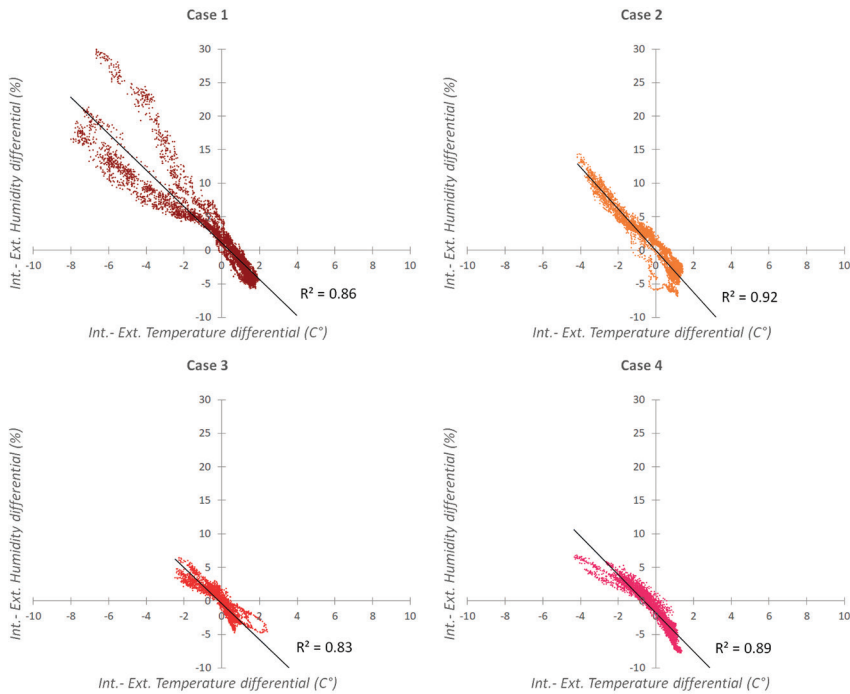 Case 1
Int.- Ext. Humidity differential (%)
30
25
20
15
10
5
0
-5
-10
-10 -8 -6 -4 -2 0 2 4 6 8 10
R² = 0.86
Int.- Ext. Temperature differential (C°)
Case 2
Int.- Ext. Humidity differential (%)
30
25
20
15
10
5
0
-5
-10
-10 -8 -6 -4 -2 0 2 4 6 8 10
R² = 0.92
Int.- Ext. Temperature differential (C°)
Case 3
Int.- Ext. Humidity differential (%)
30
25
20
15
10
5
0
-5
-10
-10 -8 -6 -4 -2 0 2 4 6 8 10
R² = 0.83
Int.- Ext. Temperature differential (C°)
Case 4
Int.- Ext. Humidity differential (%)
30
25
20
15
10
5
0
-5
-10
-10 -8 -6 -4 -2 0 2 4 6 8 10
R² = 0.89
Int.- Ext. Temperature differential (C°)